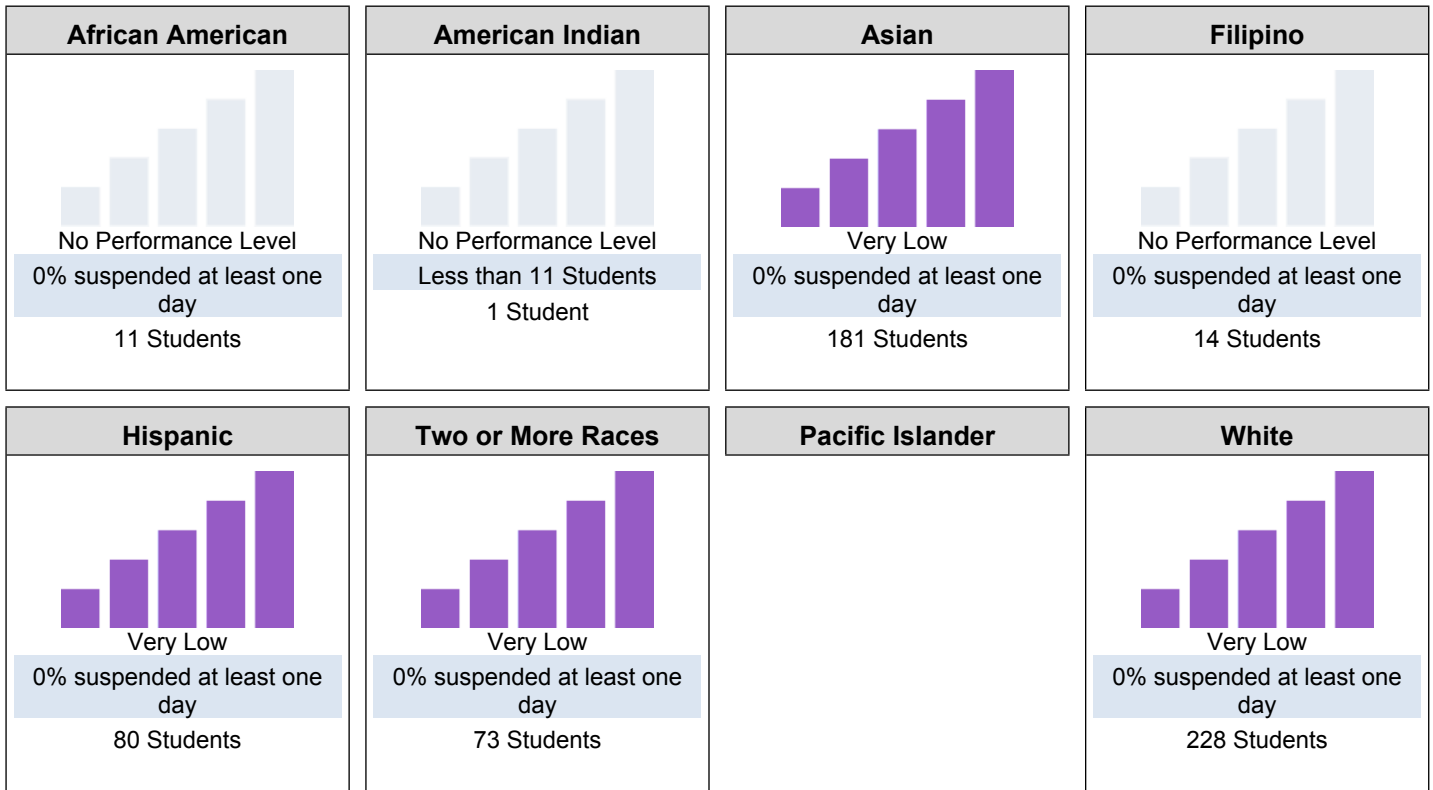 African American
No Performance Level
0% suspended at least one
day
11 Students
American Indian
No Performance Level
Less than 11 Students
1 Student
Asian
Very Low
0% suspended at least one
day
181 Students
Filipino
No Performance Level
0% suspended at least one
day
14 Students
Hispanic
Very Low
0% suspended at least one
day
80 Students
Two or More Races
Very Low
0% suspended at least one
day
73 Students
Pacific Islander
White
Very Low
0% suspended at least one
day
228 Students